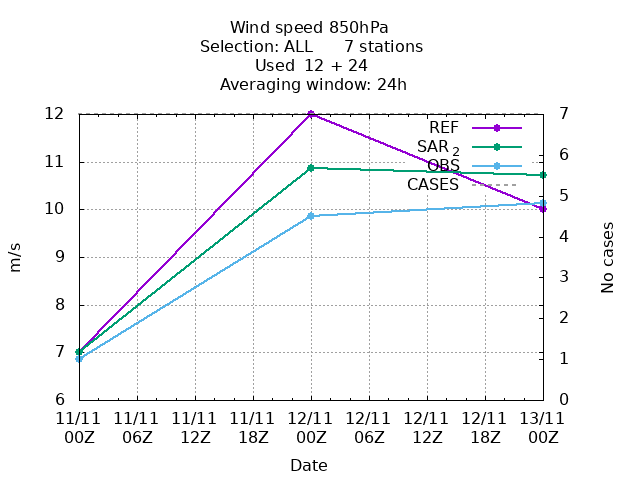 Wind speed 850hPa
Selection: ALL 7 stations
Used 12 + 24
Averaging window: 24h
12
11
10
9
8
7
6
7
6
5
4
3
2
1
0
m/s
No cases
REF
SAR 2
OBS
CASES
11/11 11/11 11/11 11/11 12/11 12/11 12/11 12/11 13/11
00Z 06Z 12Z 18Z 00Z 06Z 12Z 18Z 00Z
Date